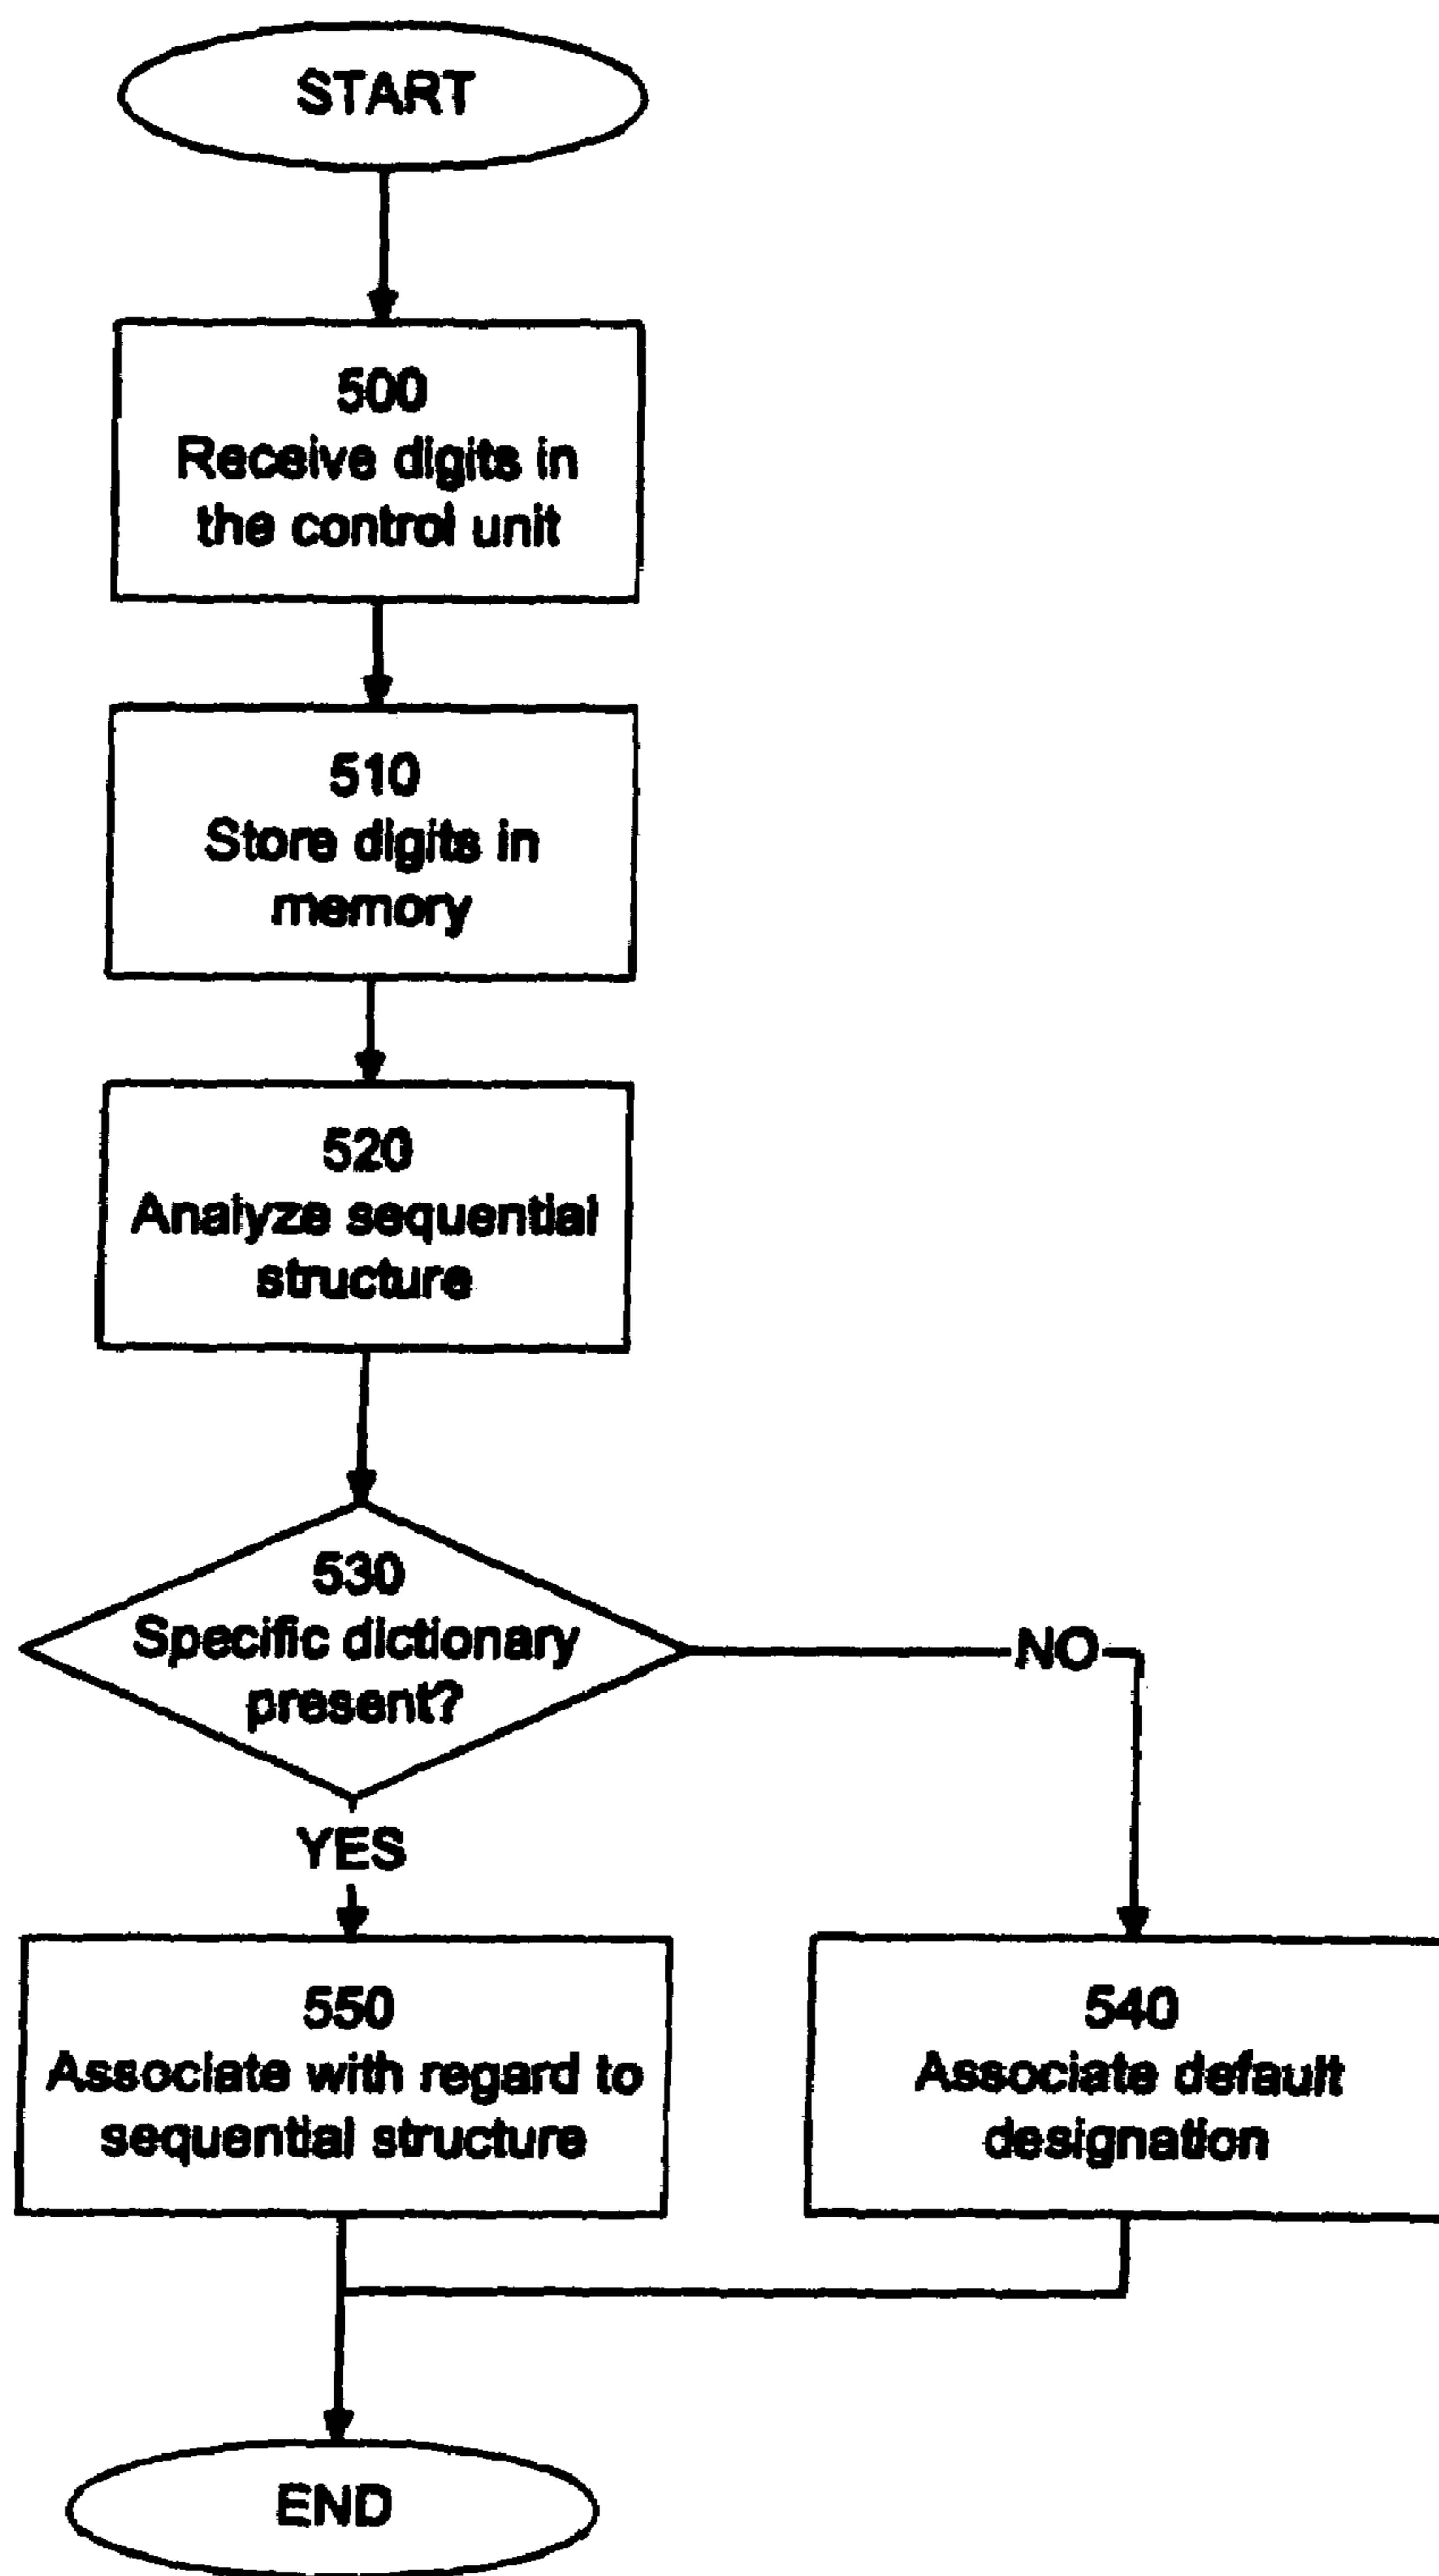 START
500
Receive digits in
the control unit
510
Store digits in
memory
520
Analyze sequential
structure
530
Specific dictionary
present?
NO
YES
550
Associate with regard to
sequential structure
540
Associate default
designation
END